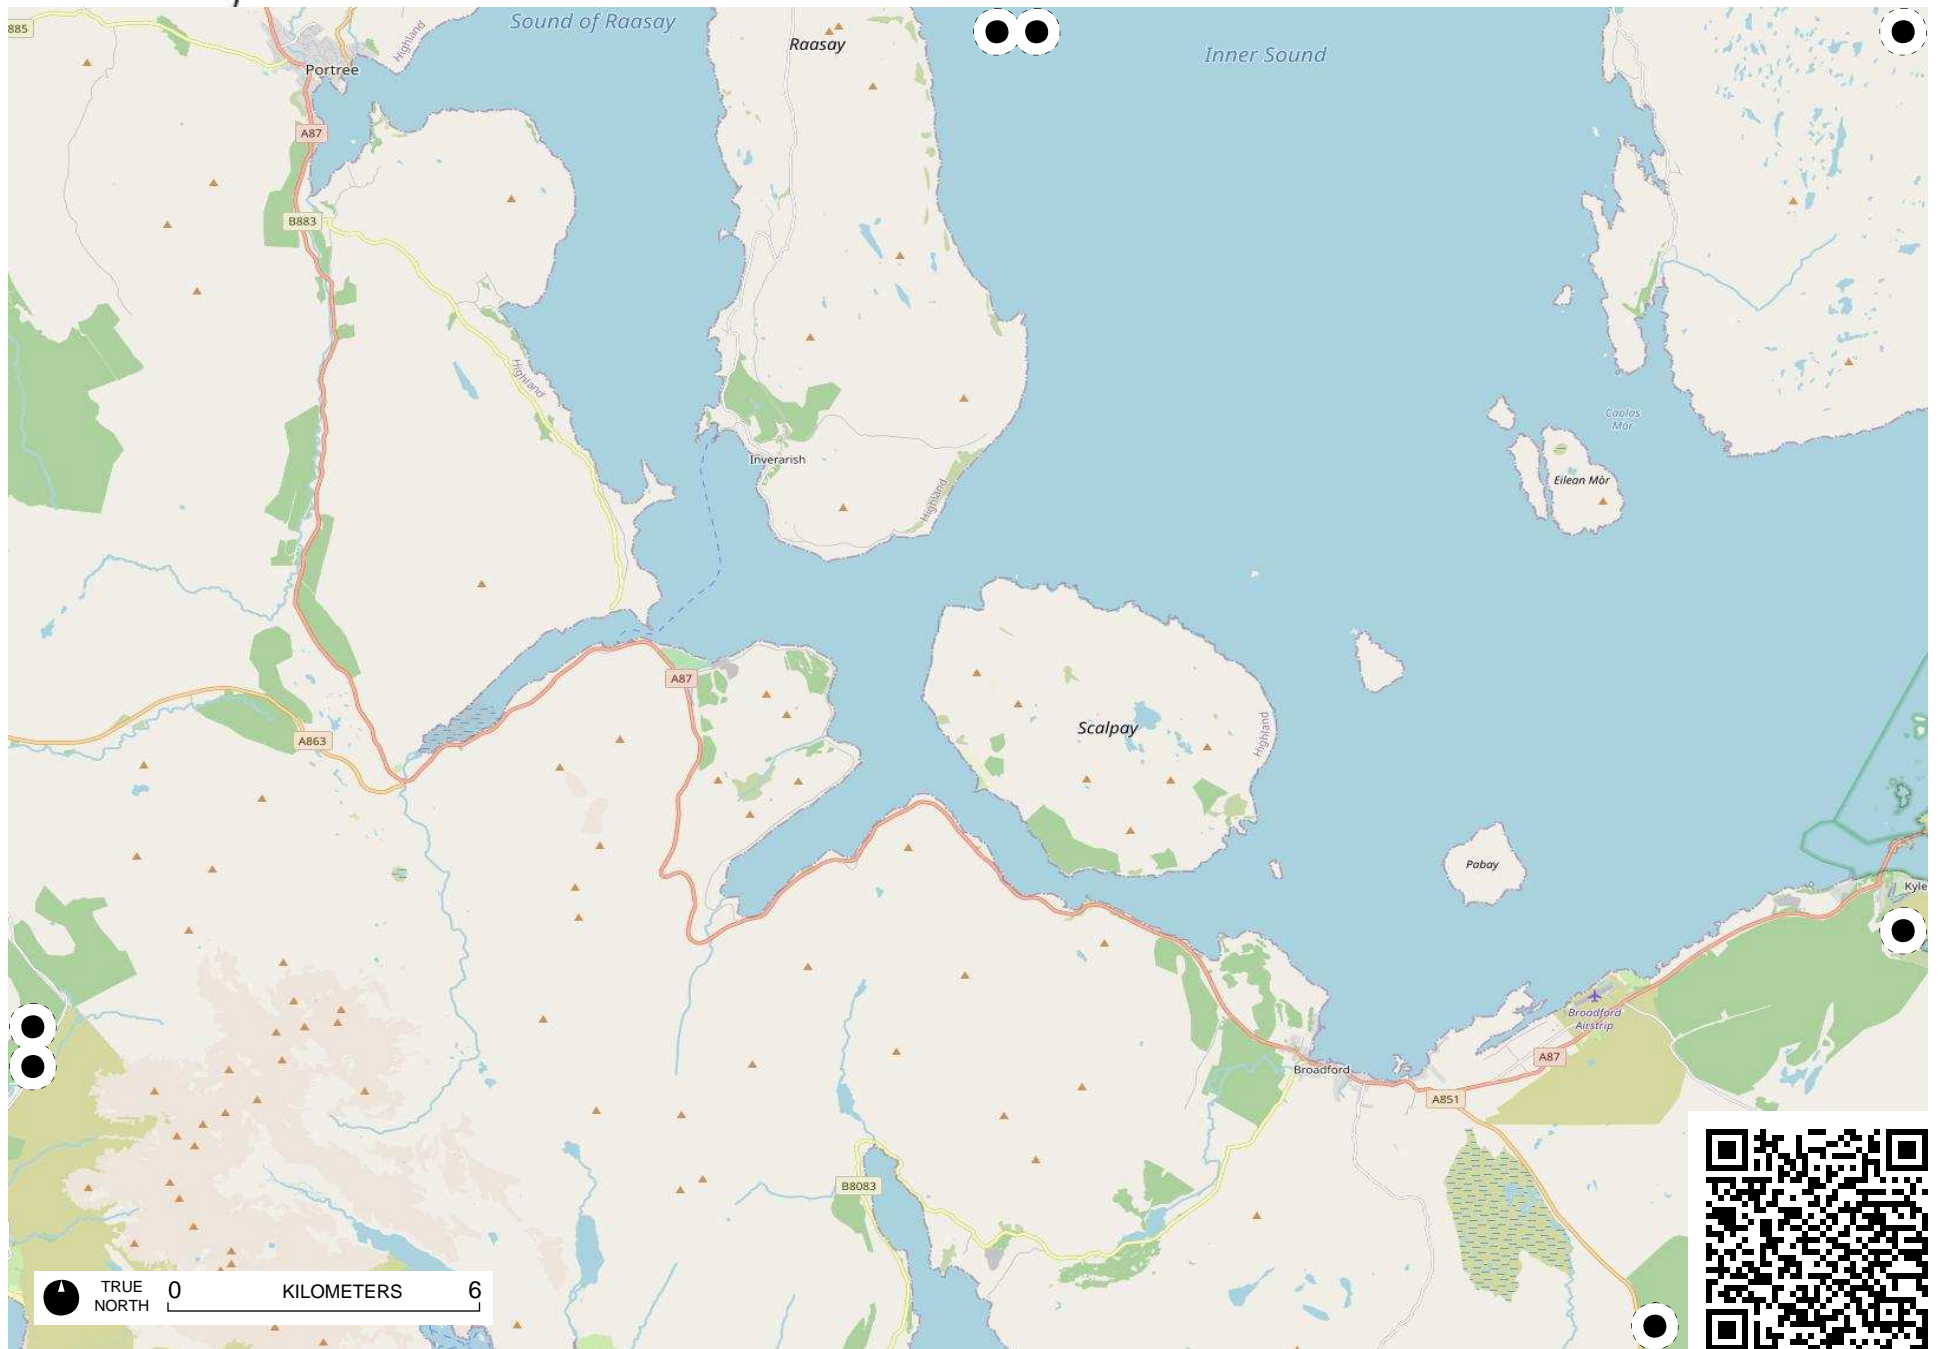 Sound of Raasay
885
Highland
Raasay
Inner Sound
Portree
A87
B883
Highland
Caolas
Mòr
Inverarish
Eilean Mòr
Highland
A87
Scalpay
Highland
A863
Pabay
Kyle
Broadford
Airstrip
A87
Broadford
A851
B8083
TRUE
NORTH
0 KILOMETERS 6